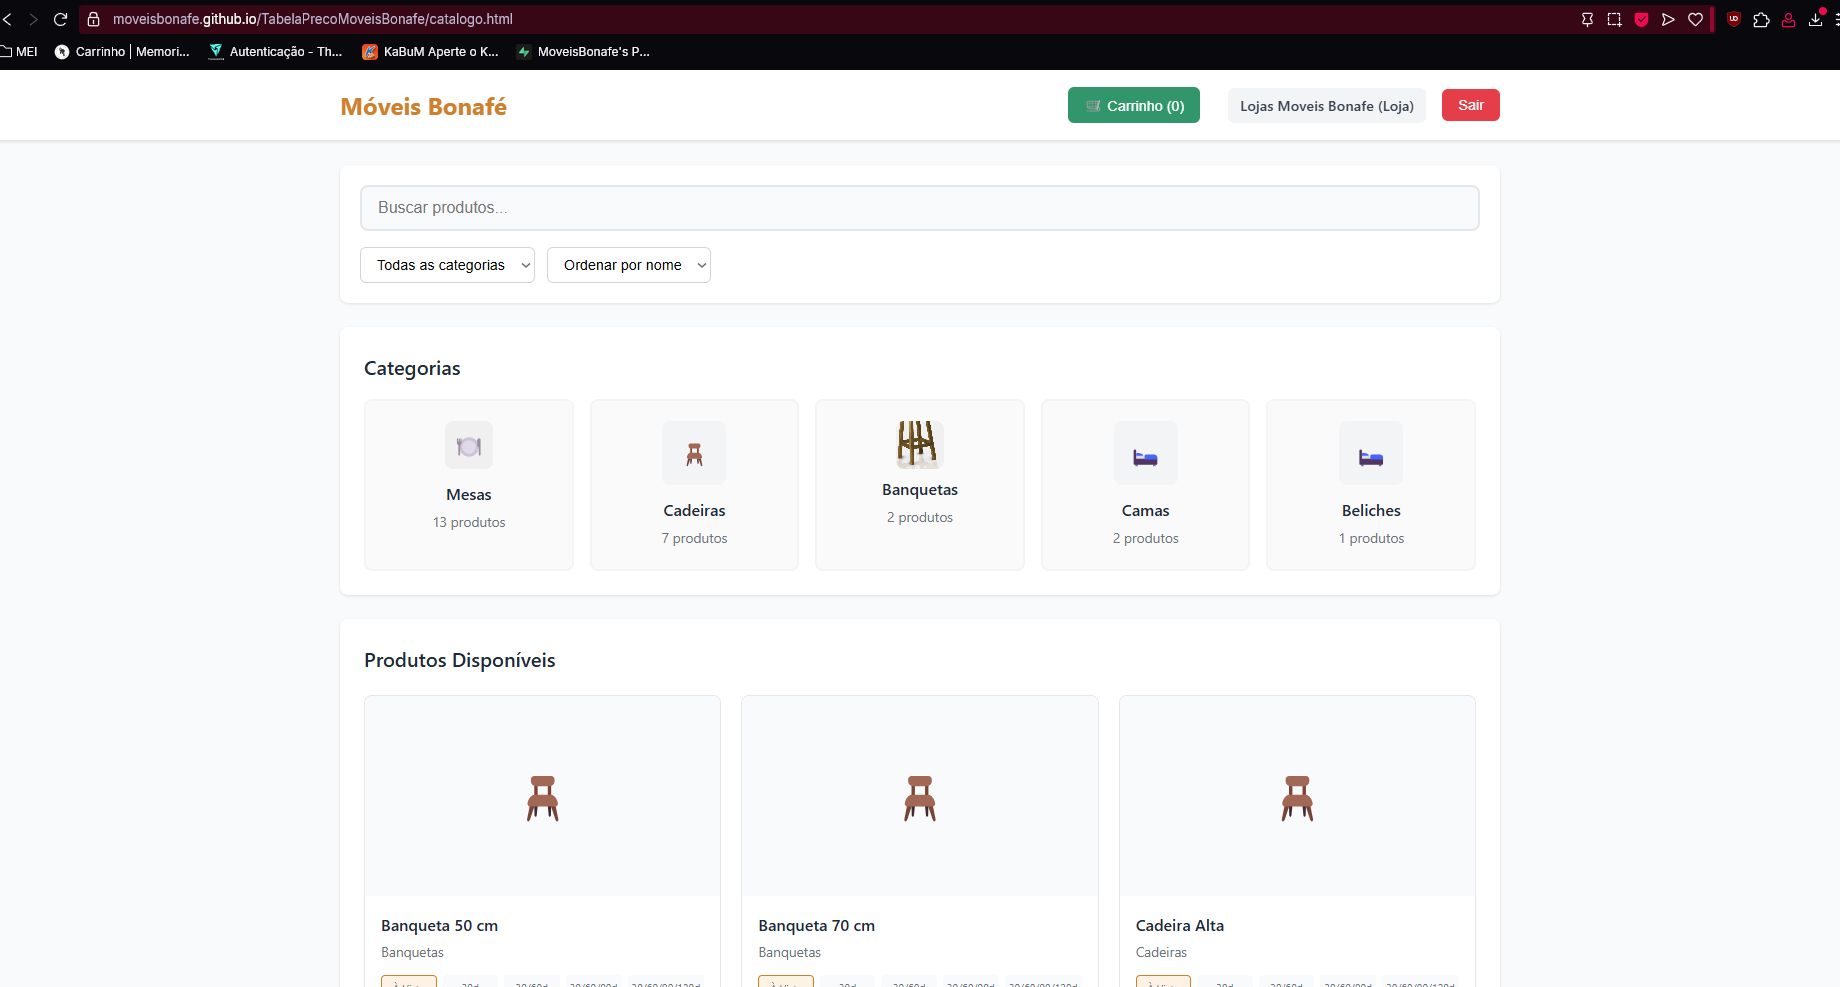 moveisbonafe.github.io/TabelaPrecoMoveisBonafe/catalogo.html
MEI
Carrinho | Memori...
Autenticação - Th...
KaBuM Aperte o K...
MoveisBonafe's P...
Móveis Bonafé
Carrinho (0)
Lojas Moveis Bonafe (Loja)
Sair
Buscar produtos...
Todas as categorias
Ordenar por nome
Categorias
Mesas
13 produtos
Cadeiras
7 produtos
Banquetas
2 produtos
Camas
2 produtos
Beliches
1 produtos
Produtos Disponíveis
Banqueta 50 cm
Banquetas
Banqueta 70 cm
Banquetas
Cadeira Alta
Cadeiras